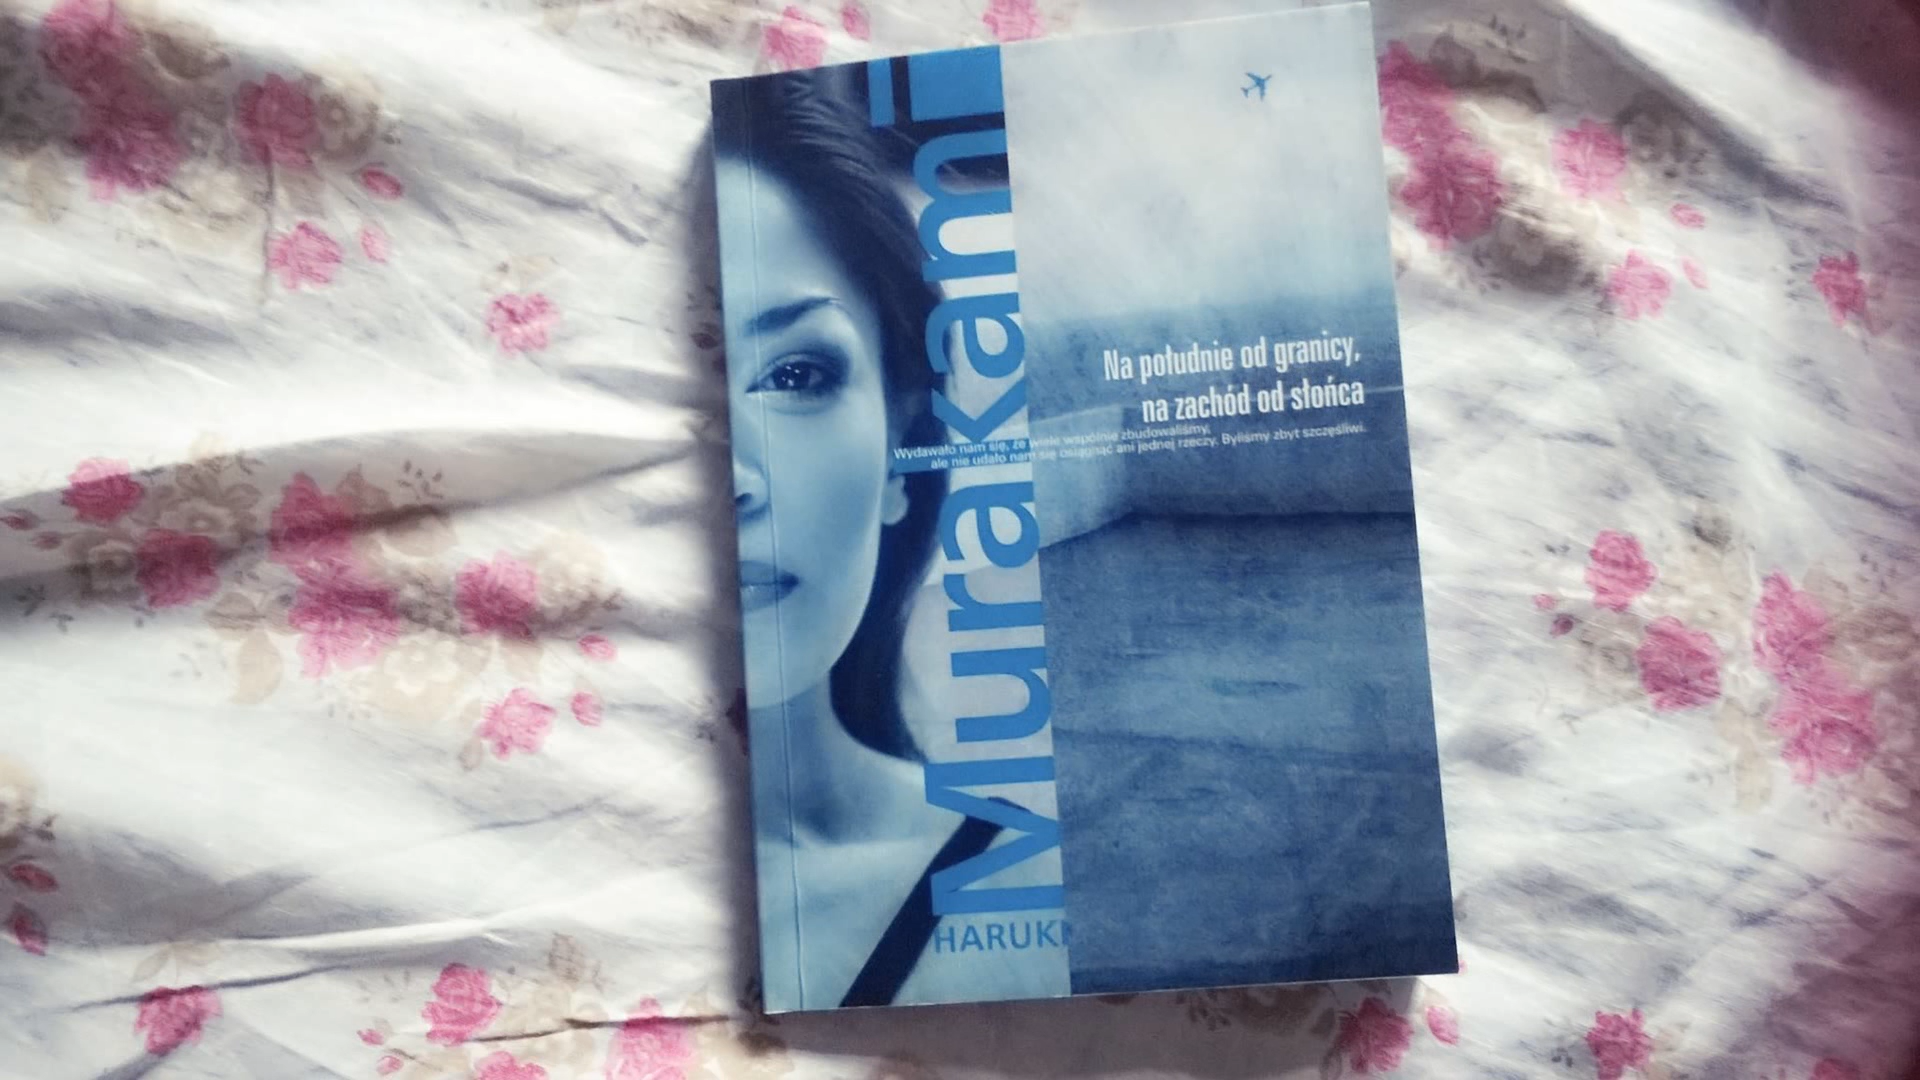 Murakami
HARUKI
Na południe od granicy,
na zachód od słońca
Wydawało nam się, że wiele wspólnie zbudowaliśmy,
ale nie udało nam się osiągnąć ani jednej rzeczy. Byliśmy zbyt szczęśliwi.